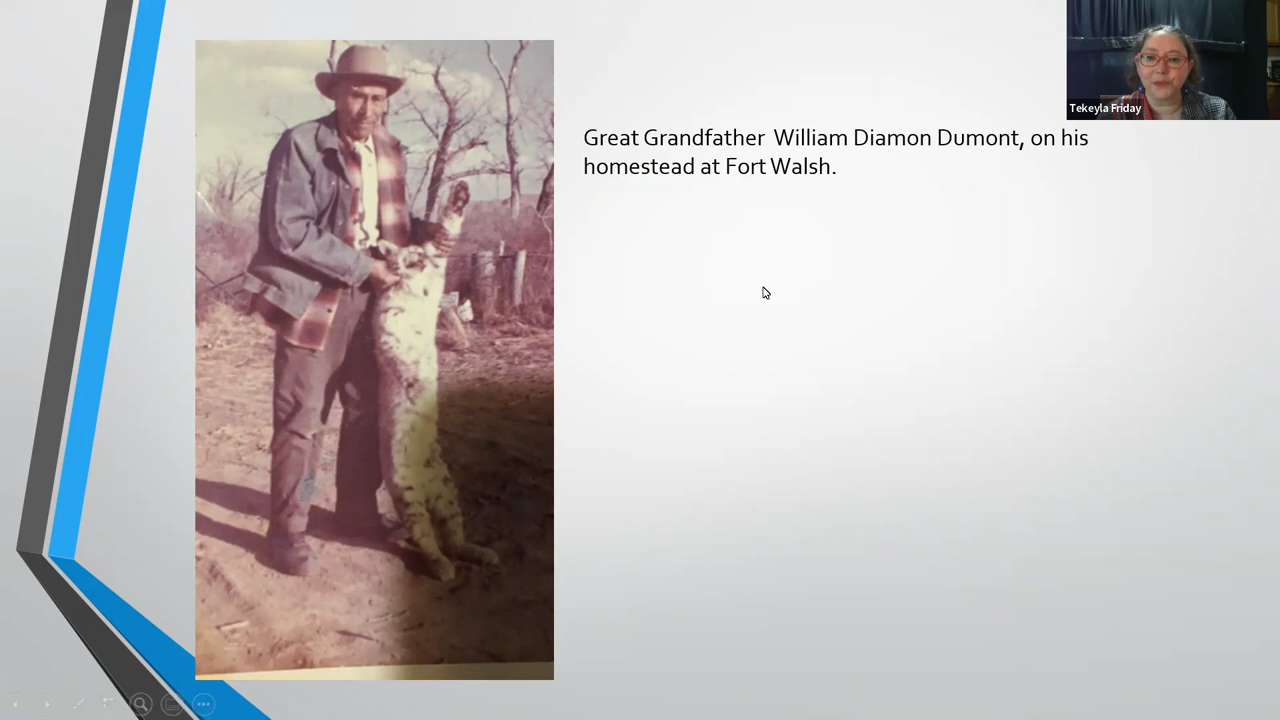 Tekeyla Friday
Great Grandfather William Diamon Dumont, on his
homestead at Fort Walsh.